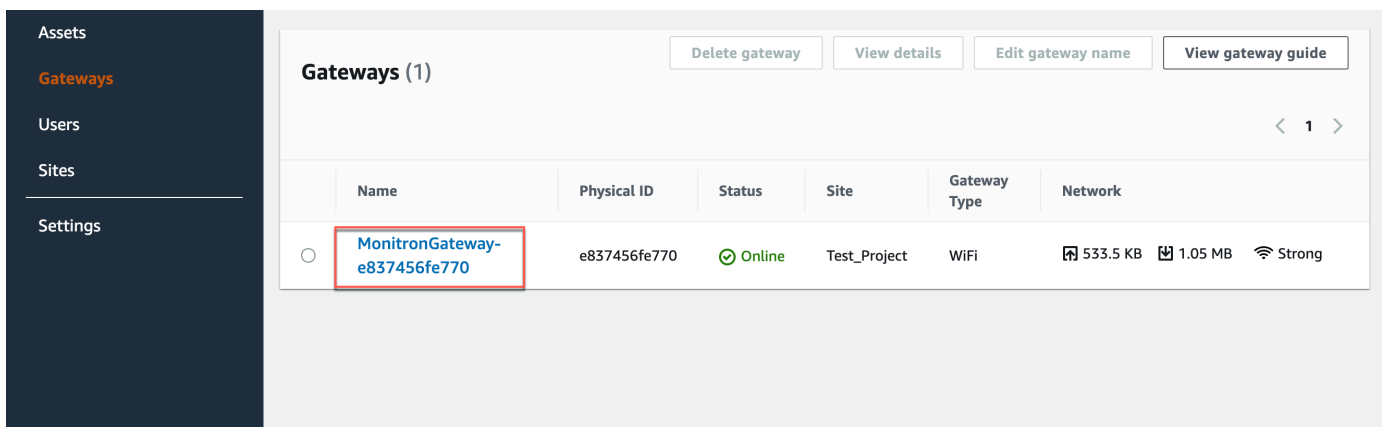 Assets
Gateways
Users
Sites
Settings
Gateways (1)
Delete gateway
View details
Edit gateway name
View gateway guide
1
Name
Physical ID
Status
Site
Gateway
Type
Network
MonitronGateway-
e837456fe770
e837456fe770
Online
Test_Project
WiFi
533.5 KB
1.05 MB
Strong